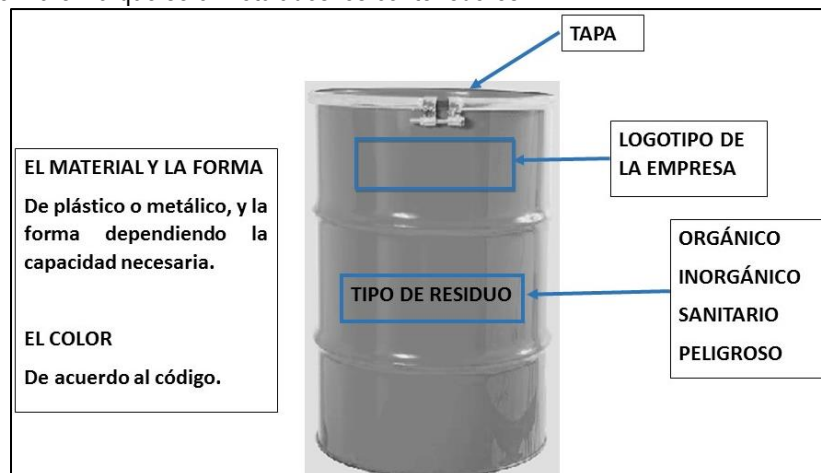 TAPA
LOGOTIPO DE
LA EMPRESA
EL MATERIAL Y LA FORMA
De plástico o metálico, y la
forma dependiendo la
capacidad necesaria.
EL COLOR
De acuerdo al código.
TIPO DE RESIDUO
ORGÁNICO
INORGÁNICO
SANITARIO
PELIGROSO